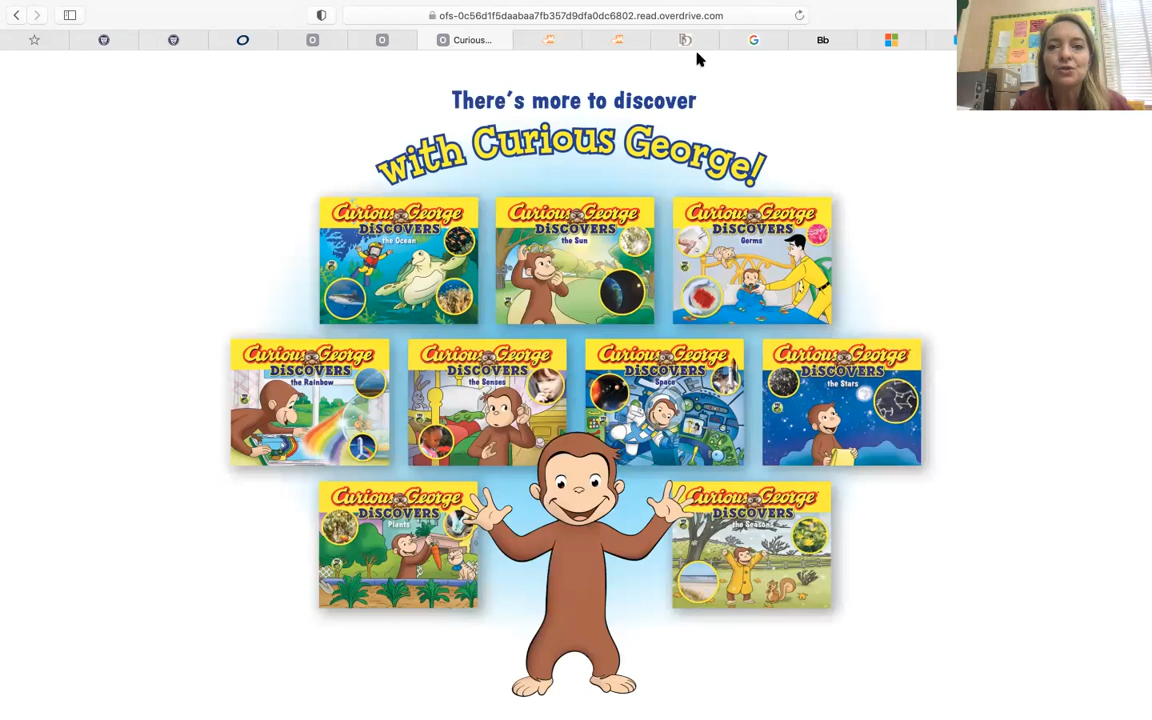 ofs-0c56d1f5daabaa7fb357d9dfa0dc6802.read.overdrive.com
Curious...
Bb
There's more to discover
with Curious George!
Curious George
DISCOVERS
the Ocean
Curious George
DISCOVERS
the Sun
Curious George
DISCOVERS
Germs
Curious George
DISCOVERS
the Rainbow
Curious George
DISCOVERS
the Senses
Curious George
DISCOVERS
Space
Curious George
DISCOVERS
the Stars
Curious George
DISCOVERS
Plants
Curious George
DISCOVERS
the Seasons